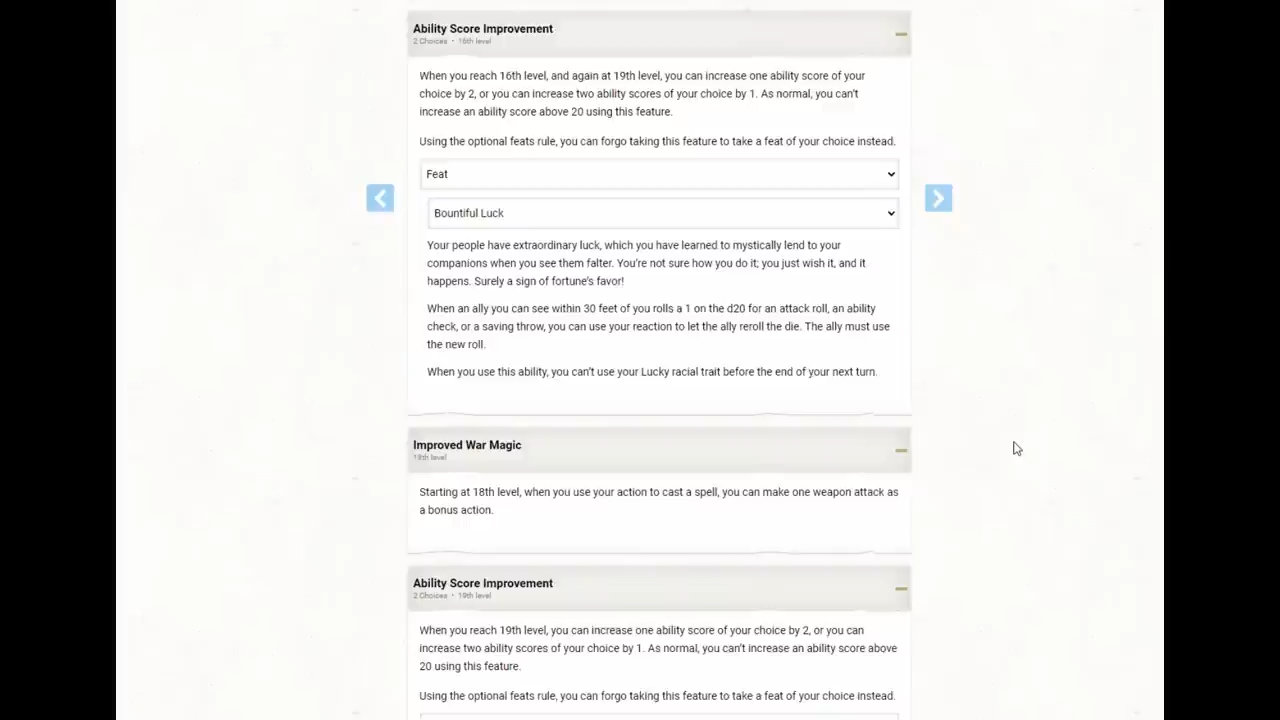 Ability Score Improvement
2 Choices • 16th level
When you reach 16th level, and again at 19th level, you can increase one ability score of your
choice by 2, or you can increase two ability scores of your choice by 1. As normal, you can't
increase an ability score above 20 using this feature.
Using the optional feats rule, you can forgo taking this feature to take a feat of your choice instead.
Feat
Bountiful Luck
Your people have extraordinary luck, which you have learned to mystically lend to your
companions when you see them falter. You're not sure how you do it; you just wish it, and it
happens. Surely a sign of fortune's favor!
When an ally you can see within 30 feet of you rolls a 1 on the d20 for an attack roll, an ability
check, or a saving throw, you can use your reaction to let the ally reroll the die. The ally must use
the new roll.
When you use this ability, you can't use your Lucky racial trait before the end of your next turn.
Improved War Magic
18th level
Starting at 18th level, when you use your action to cast a spell, you can make one weapon attack as
a bonus action.
Ability Score Improvement
2 Choices • 19th level
When you reach 19th level, you can increase one ability score of your choice by 2, or you can
increase two ability scores of your choice by 1. As normal, you can't increase an ability score above
20 using this feature.
Using the optional feats rule, you can forgo taking this feature to take a feat of your choice instead.